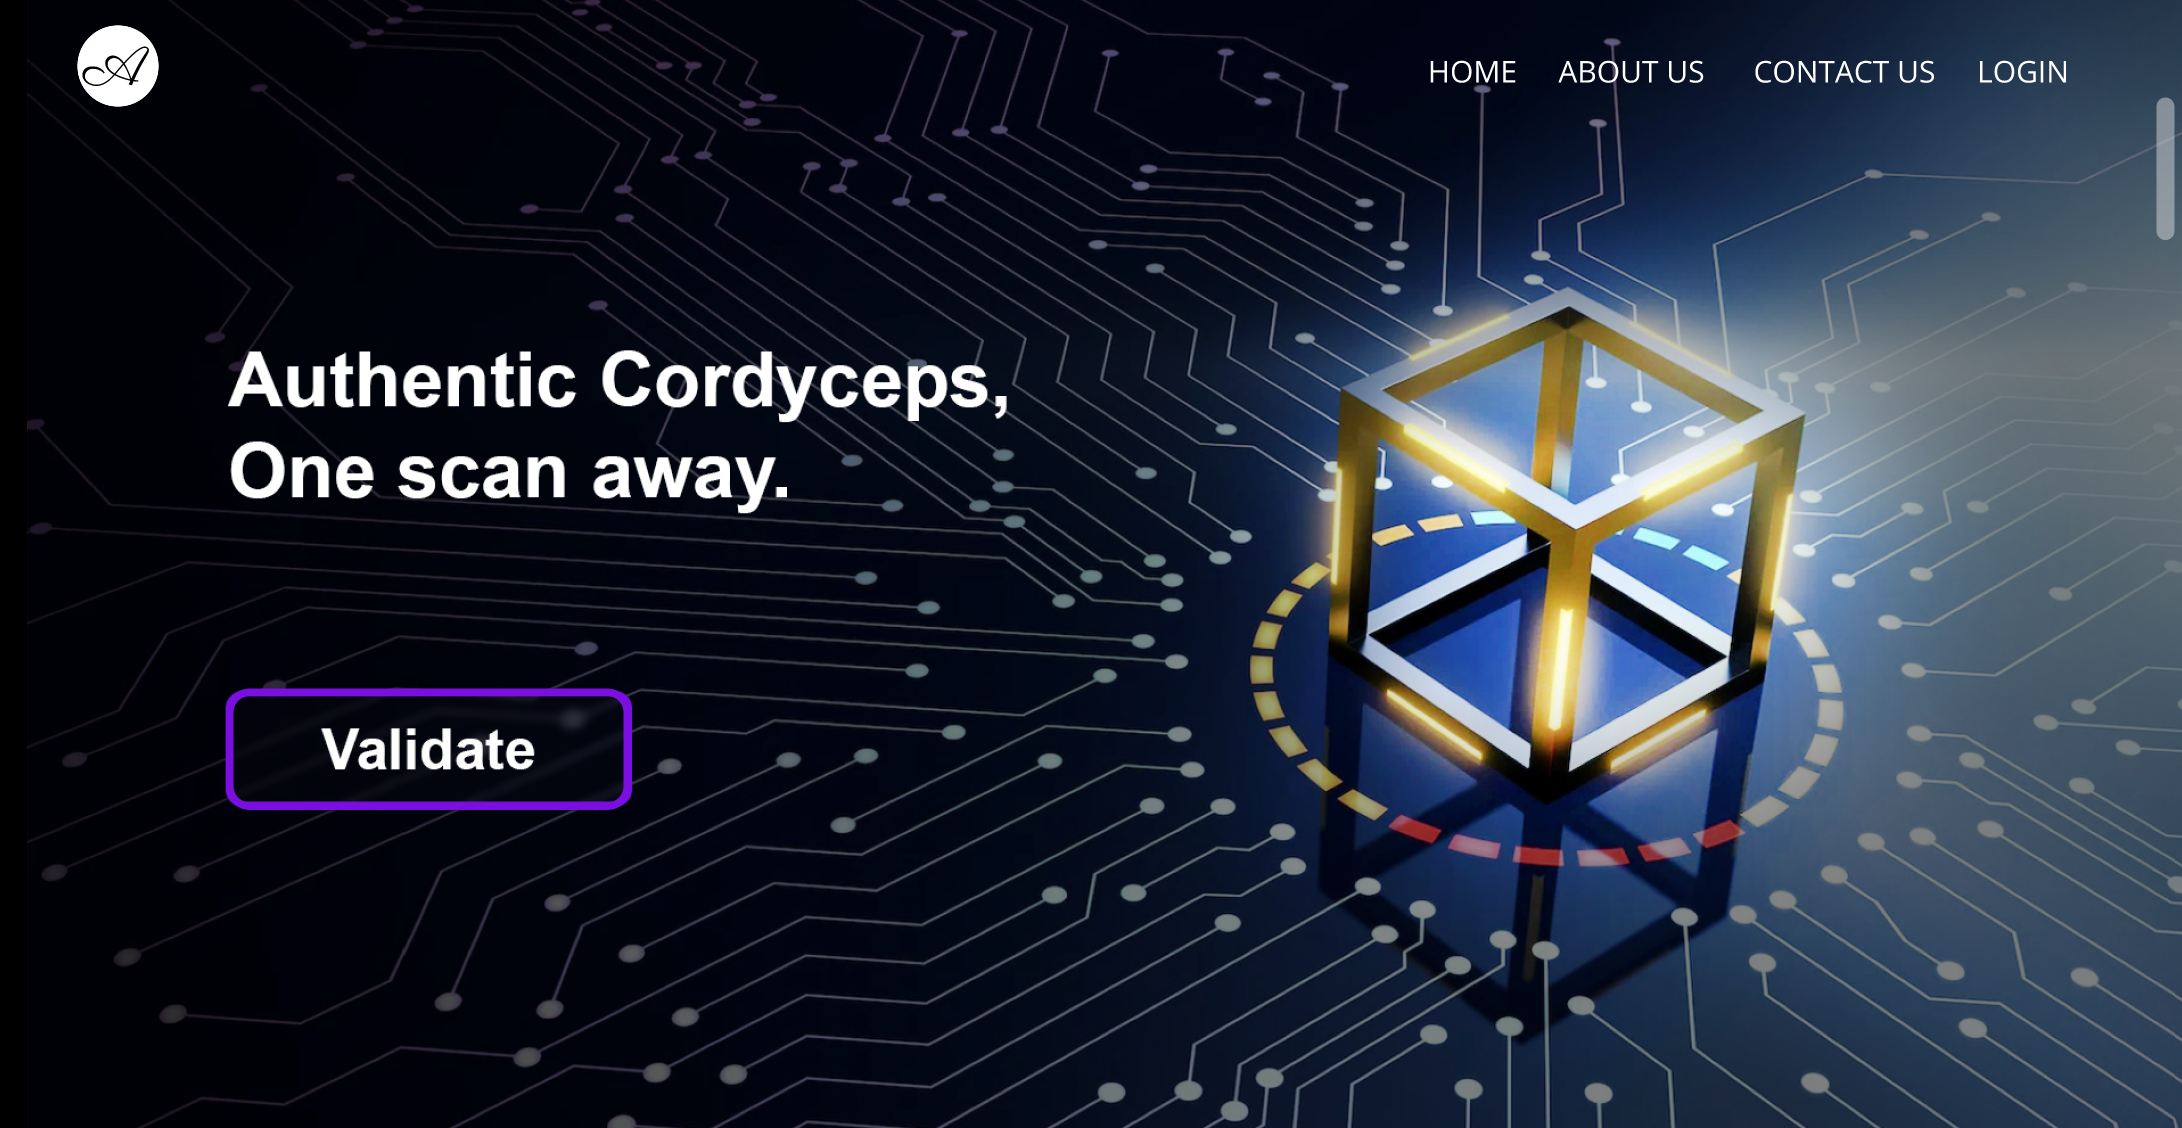 A
HOME ABOUT US CONTACT US LOGIN
Authentic Cordyceps,
One scan away.
Validate